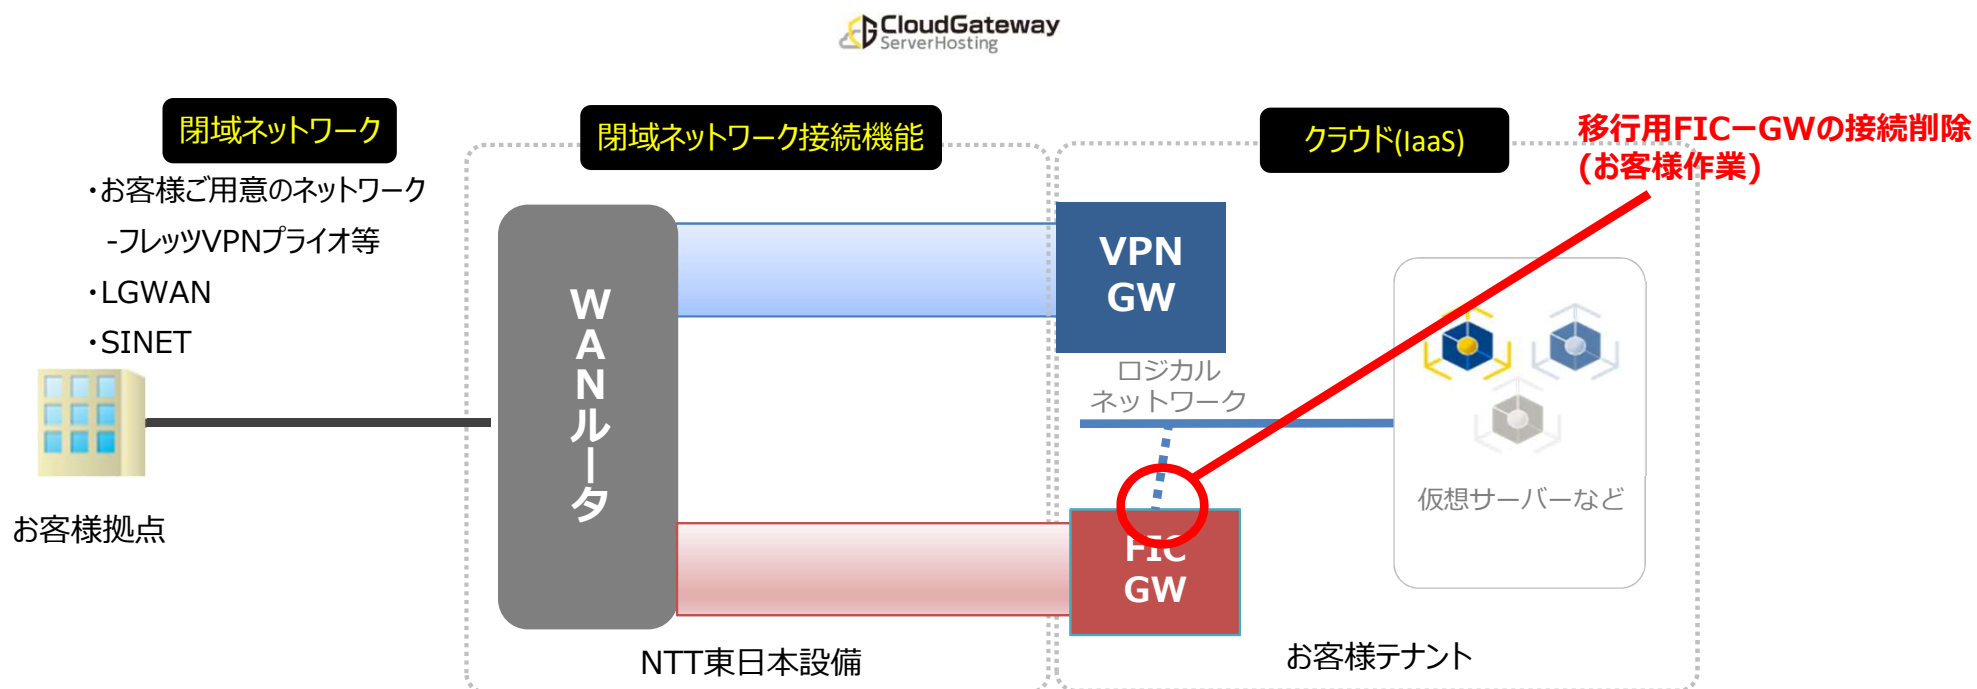 CloudGateway
ServerHosting
閉域ネットワーク
閉域ネットワーク接続機能
クラウド(IaaS)
移行用FICーGWの接続削除
(お客様作業)
・お客様ご用意のネットワーク
-フレッツVPNプライオ等
・LGWAN
・SINET
お客様拠点
WANルータ
NTT東日本設備
VPN
GW
ロジカル
ネットワーク
FIC
GW
仮想サーバーなど
お客様テナント